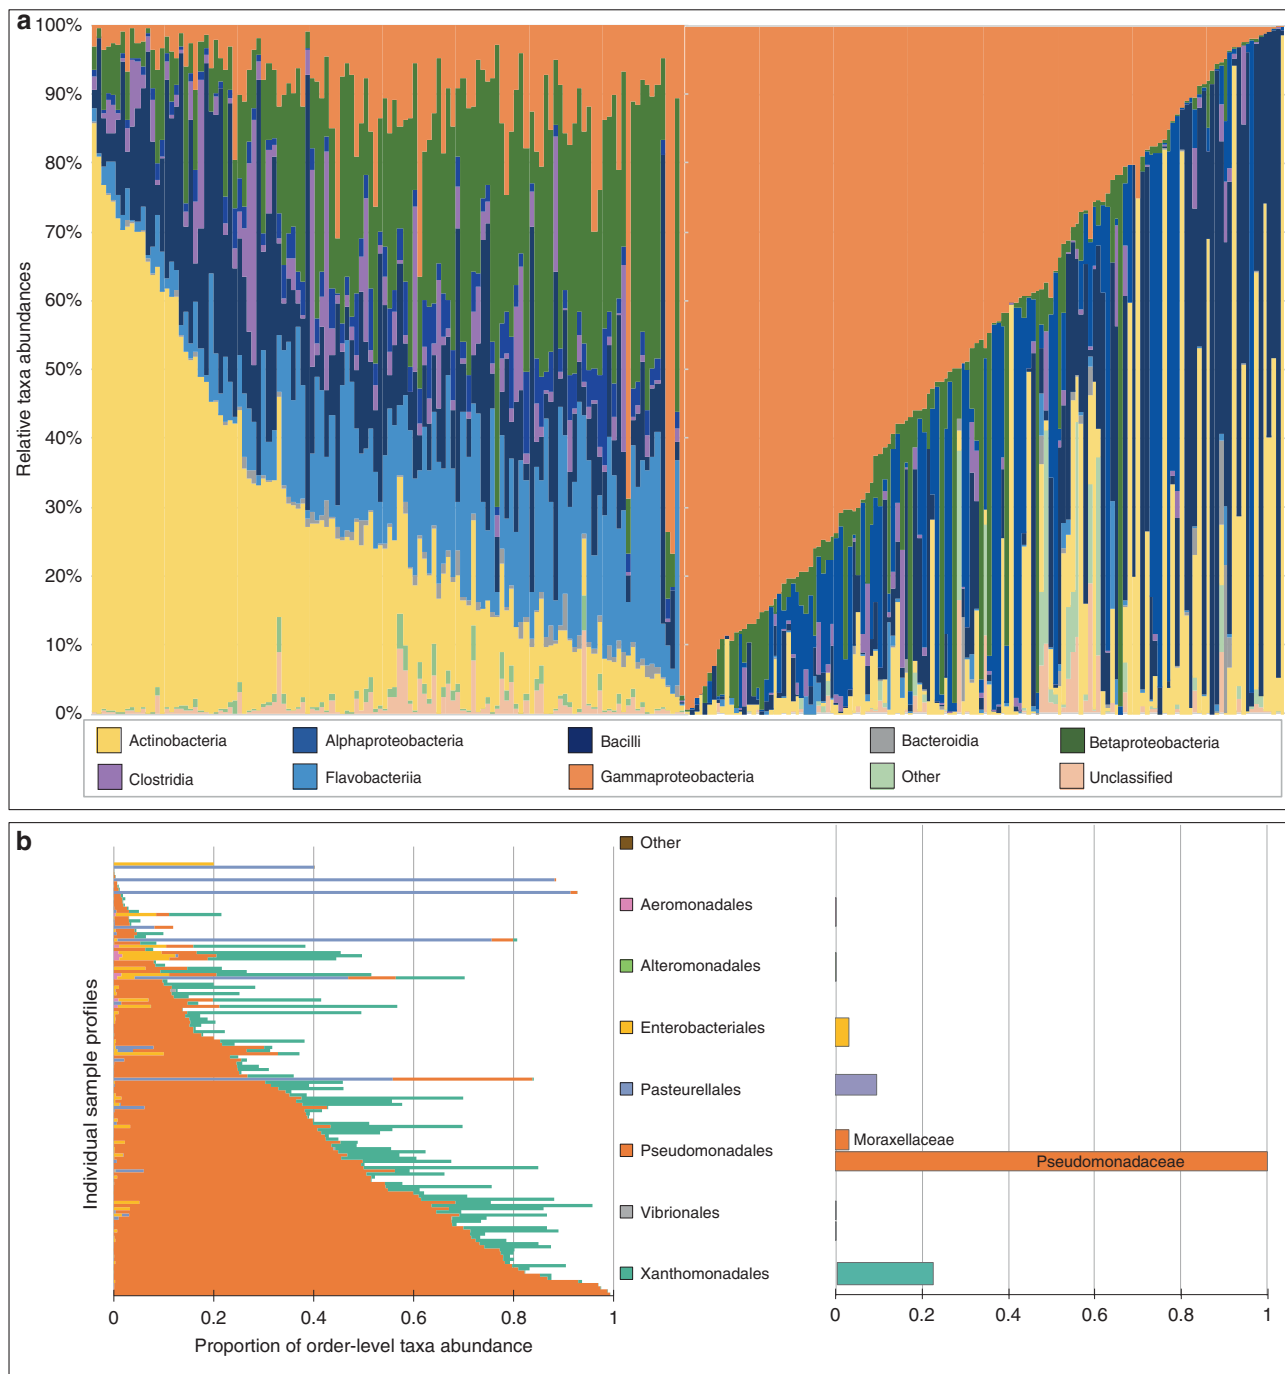 a
100%
90%
80%
70%
60%
50%
40%
30%
20%
10%
0%
Relative taxa abundances
Actinobacteria
Alphaproteobacteria
Bacilli
Bacteroidia
Betaproteobacteria
Clostridia
Flavobacteriia
Gammaproteobacteria
Other
Unclassified
b
Individual sample profiles
0 0.2 0.4 0.6 0.8 1
Proportion of order-level taxa abundance
Other
Aeromonadales
Alteromonadales
Enterobacteriales
Pasteurellales
Pseudomonadales
Vibrionales
Xanthomonadales
Moraxellaceae
Pseudomonadaceae
0 0.2 0.4 0.6 0.8 1